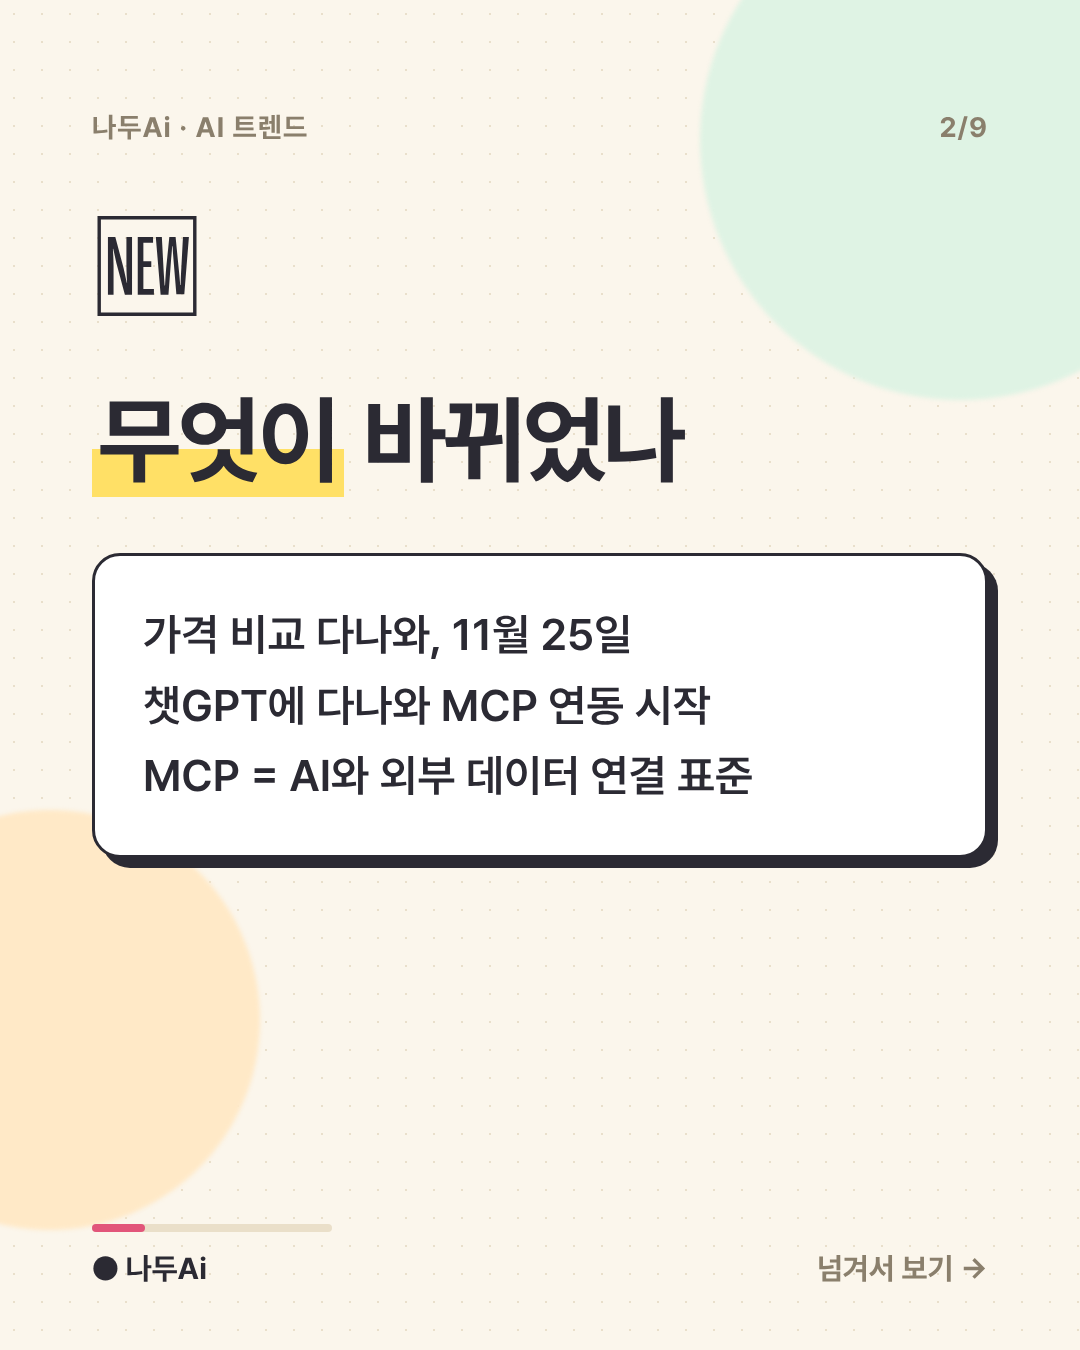 나두Ai · AI 트렌드
2/9
NEW
무엇이 바뀌었나
가격 비교 다나와, 11월 25일
챗GPT에 다나와 MCP 연동 시작
MCP = AI와 외부 데이터 연결 표준
나두Ai
넘겨서 보기 →